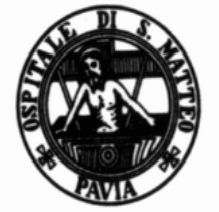 OSPITALE DI S. MATTEO
PAVIA